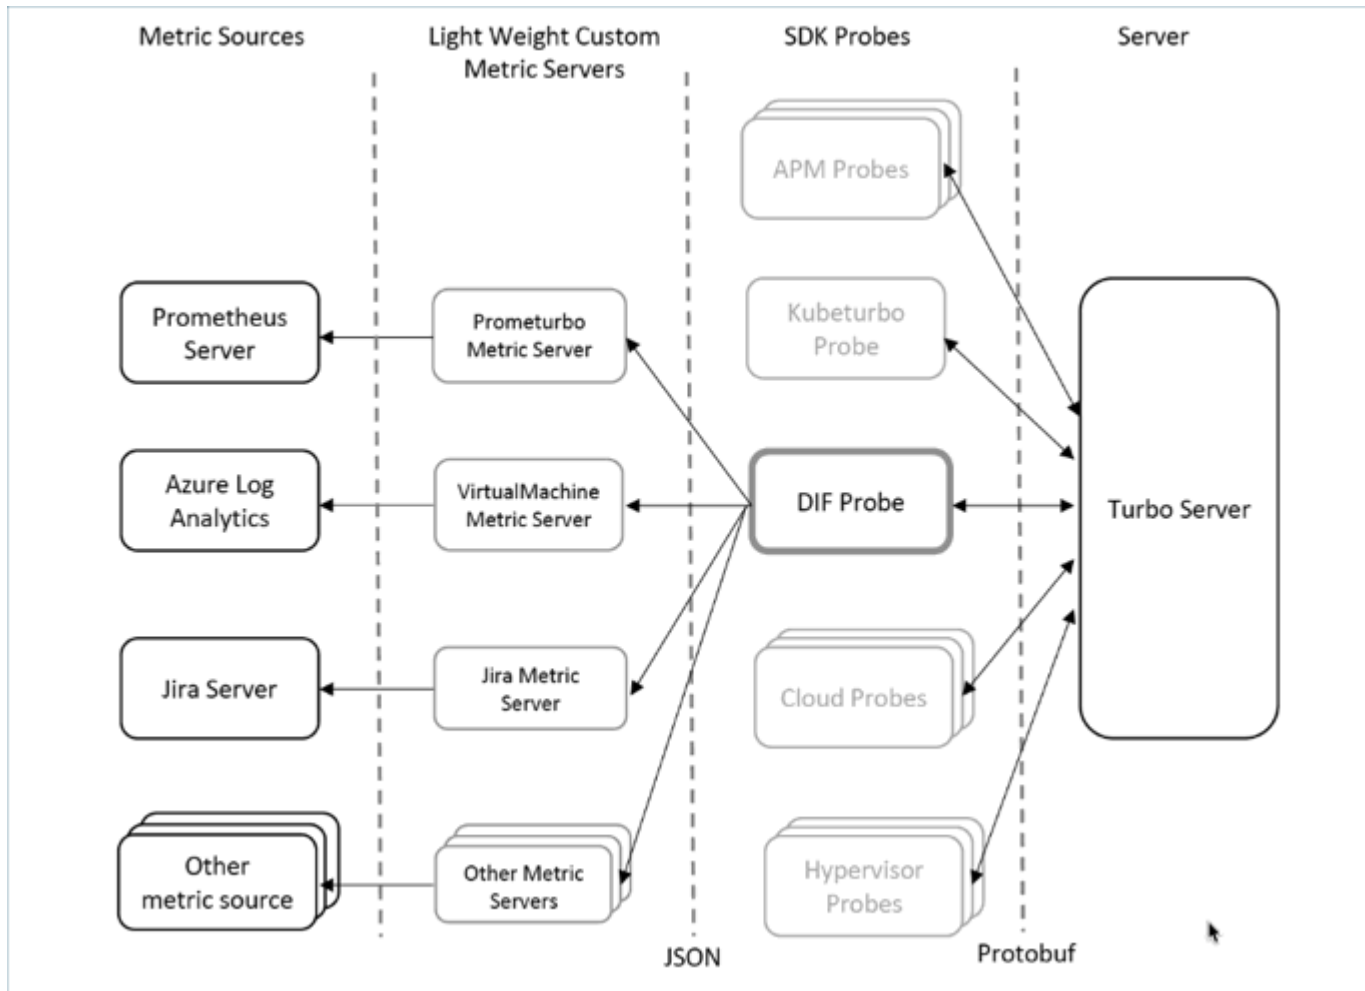 Metric Sources
Light Weight Custom
Metric Servers
SDK Probes
Server
APM Probes
Prometheus
Server
Prometurbo
Metric Server
Kubeturbo
Probe
Azure Log
Analytics
VirtualMachine
Metric Server
DIF Probe
Turbo Server
Jira Server
Jira Metric
Server
Cloud Probes
Other
metric source
Other Metric
Servers
Hypervisor
Probes
JSON
Protobuf